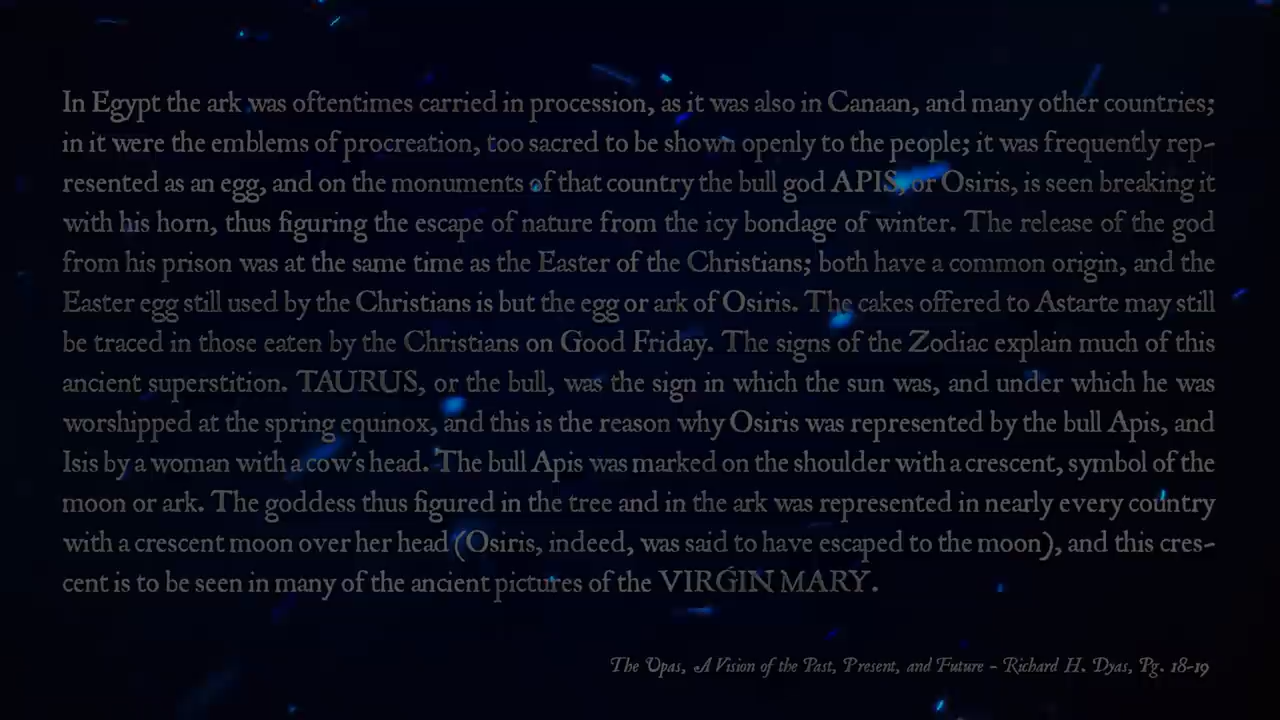 In Egypt the ark was oftentimes carried in procession, as it was also in Canaan, and many other countries;
in it were the emblems of procreation, too sacred to be shown openly to the people; it was frequently rep-
resented as an egg, and on the monuments of that country the bull god APIS, or Osiris, is seen breaking it
with his horn, thus figuring the escape of nature from the icy bondage of winter. The release of the god
from his prison was at the same time as the Easter of the Christians; both have a common origin, and the
Easter egg still used by the Christians is but the egg or ark of Osiris. The cakes offered to Astarte may still
be traced in those eaten by the Christians on Good Friday. The signs of the Zodiac explain much of this
ancient superstition. TAURUS, or the bull, was the sign in which the sun was, and under which he was
worshipped at the spring equinox, and this is the reason why Osiris was represented by the bull Apis, and
Isis by a woman with a cow's head. The bull Apis was marked on the shoulder with a crescent, symbol of the
moon or ark. The goddess thus figured in the tree and in the ark was represented in nearly every country
with a crescent moon over her head (Osiris, indeed, was said to have escaped to the moon), and this cres-
cent is to be seen in many of the ancient pictures of the VIRGIN MARY.
The Upas, A Vision of the Past, Present, and Future - Richard H. Dyas, Pg. 18-19